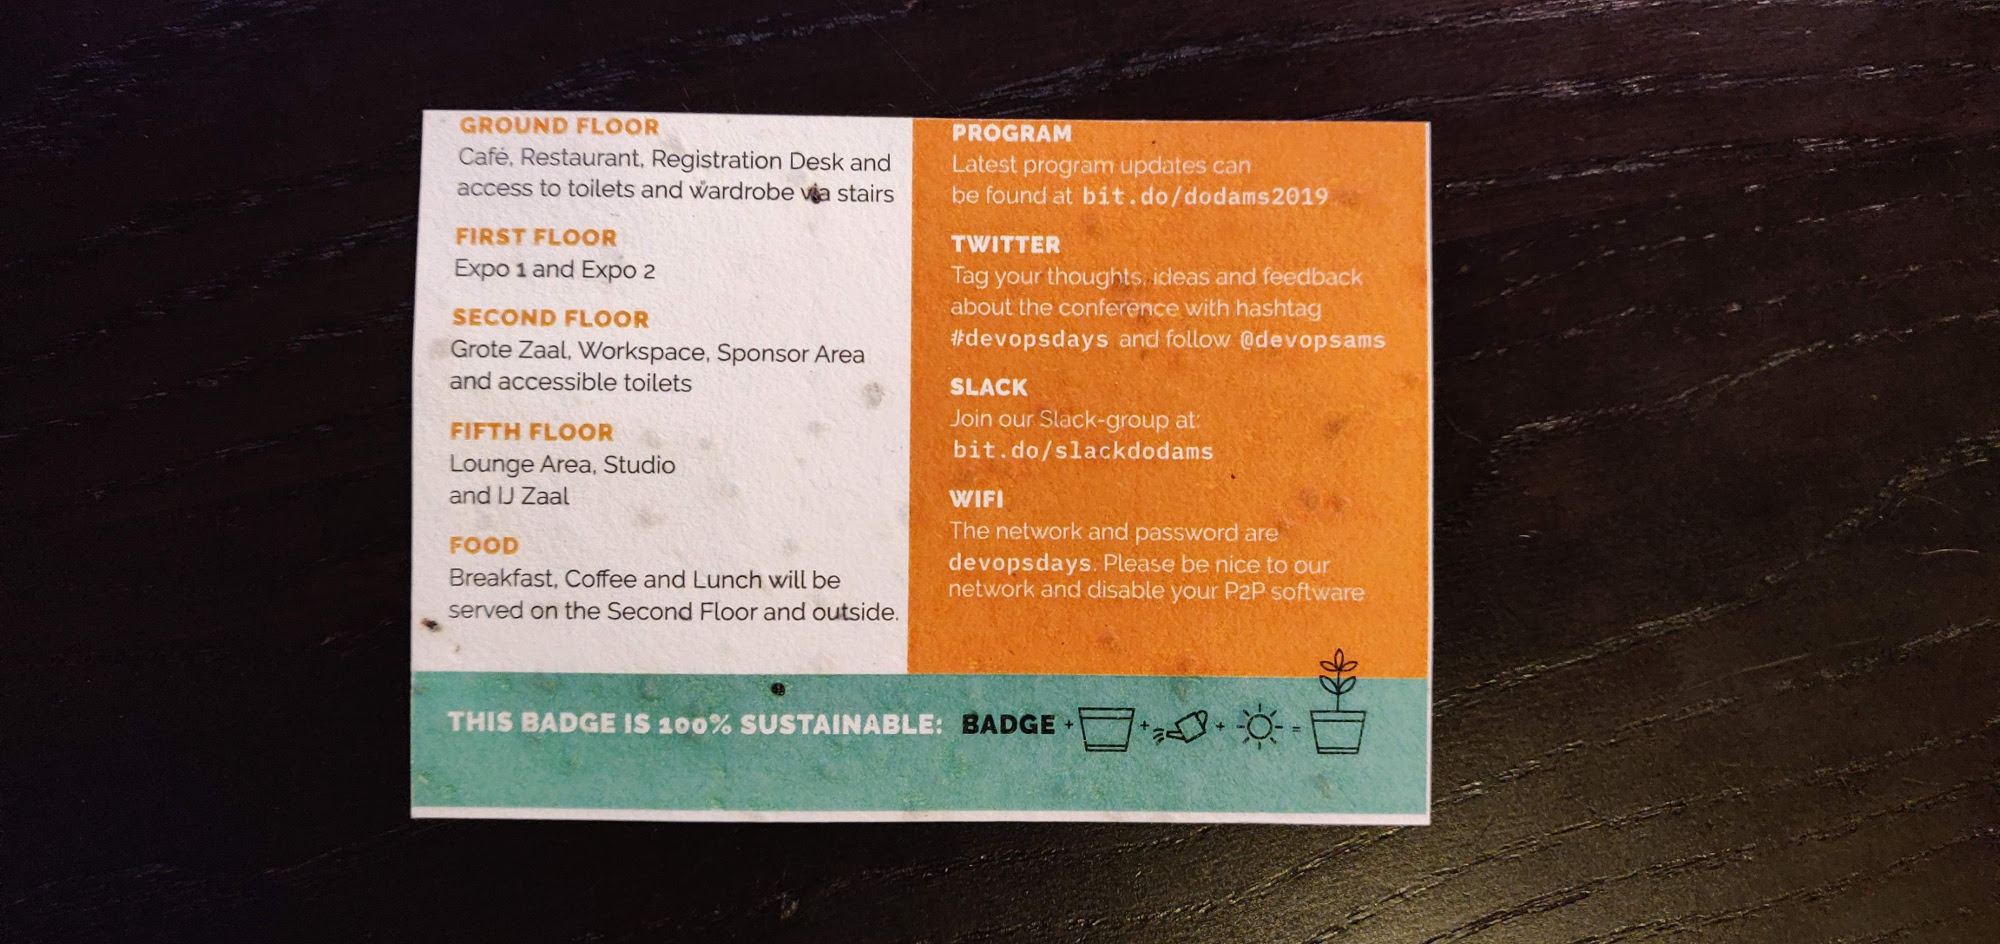 GROUND FLOOR
Café, Restaurant, Registration Desk and
access to toilets and wardrobe via stairs
FIRST FLOOR
Expo 1 and Expo 2
SECOND FLOOR
Grote Zaal, Workspace, Sponsor Area
and accessible toilets
FIFTH FLOOR
Lounge Area, Studio
and IJ Zaal
FOOD
Breakfast, Coffee and Lunch will be
served on the Second Floor and outside.
PROGRAM
Latest program updates can
be found at bit.do/dodams2019
TWITTER
Tag your thoughts, ideas and feedback
about the conference with hashtag
#devopsdays and follow @devopsams
SLACK
Join our Slack-group at:
bit.do/slackdodams
WIFI
The network and password are
devopsdays. Please be nice to our
network and disable your P2P software
THIS BADGE IS 100% SUSTAINABLE: BADGE + + + =